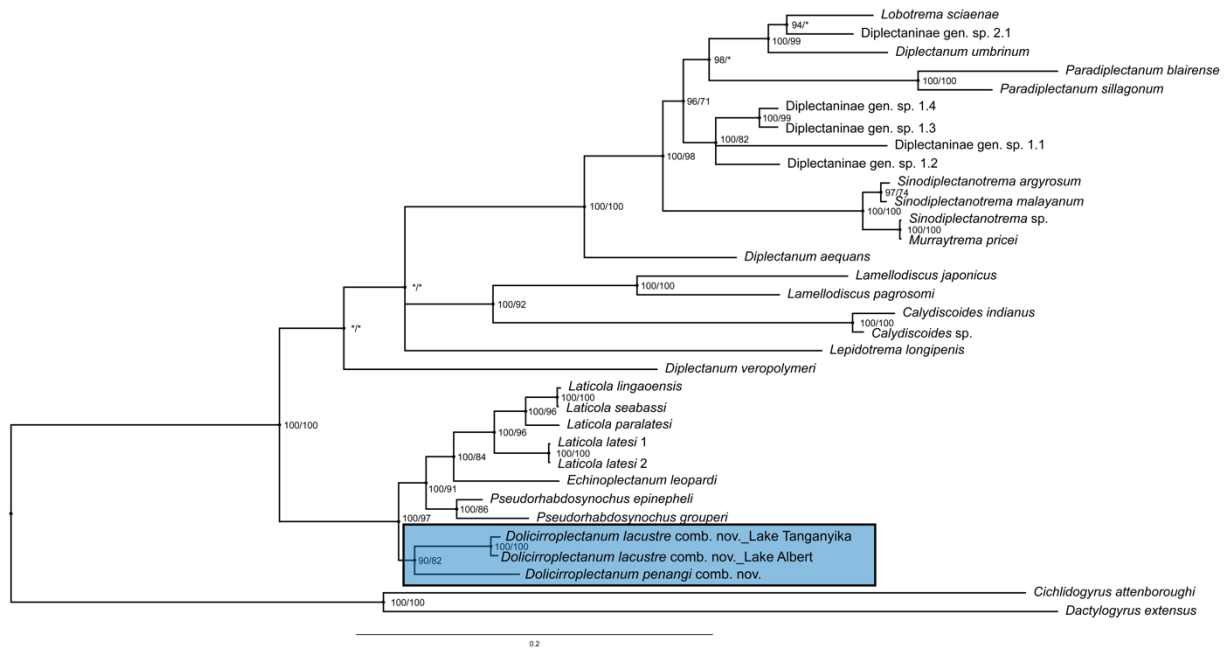 Lobotrema sciaenae
94/*
Diplectaninae gen. sp. 2.1
100/99
Diplectanum umbrinum
98/*
Paradiplectanum blairense
100/100
Paradiplectanum sillagonum
96/71
Diplectaninae gen. sp. 1.4
100/99
Diplectaninae gen. sp. 1.3
100/82
Diplectaninae gen. sp. 1.1
100/98
Diplectaninae gen. sp. 1.2
Sinodiplectanotrema argyrosum
97/74
Sinodiplectanotrema malayanum
100/100
100/100
Sinodiplectanotrema sp.
100/100
Murraytrema pricei
Diplectanum aequans
Lamellodiscus japonicus
*/*
100/100
Lamellodiscus pagrosomi
100/92
Calydiscoides indianus
100/100
*/*
Calydiscoides sp.
Lepidotrema longipenis
Diplectanum veropolymeri
Laticola lingaoensis
100/100
Laticola seabassi
100/96
Laticola paralatesi
100/100
100/96
Laticola latesi 1
100/100
100/84
Laticola latesi 2
Echinoplectanum leopardi
100/91
Pseudorhabdosynochus epinepheli
100/86
100/97
Pseudorhabdosynochus grouperi
Dolicirroplectanum lacustre comb. nov._Lake Tanganyika
100/100
Dolicirroplectanum lacustre comb. nov._Lake Albert
90/82
Dolicirroplectanum penangi comb. nov.
Cichlidogyrus attenboroughi
100/100
Dactylogyrus extensus
0.2